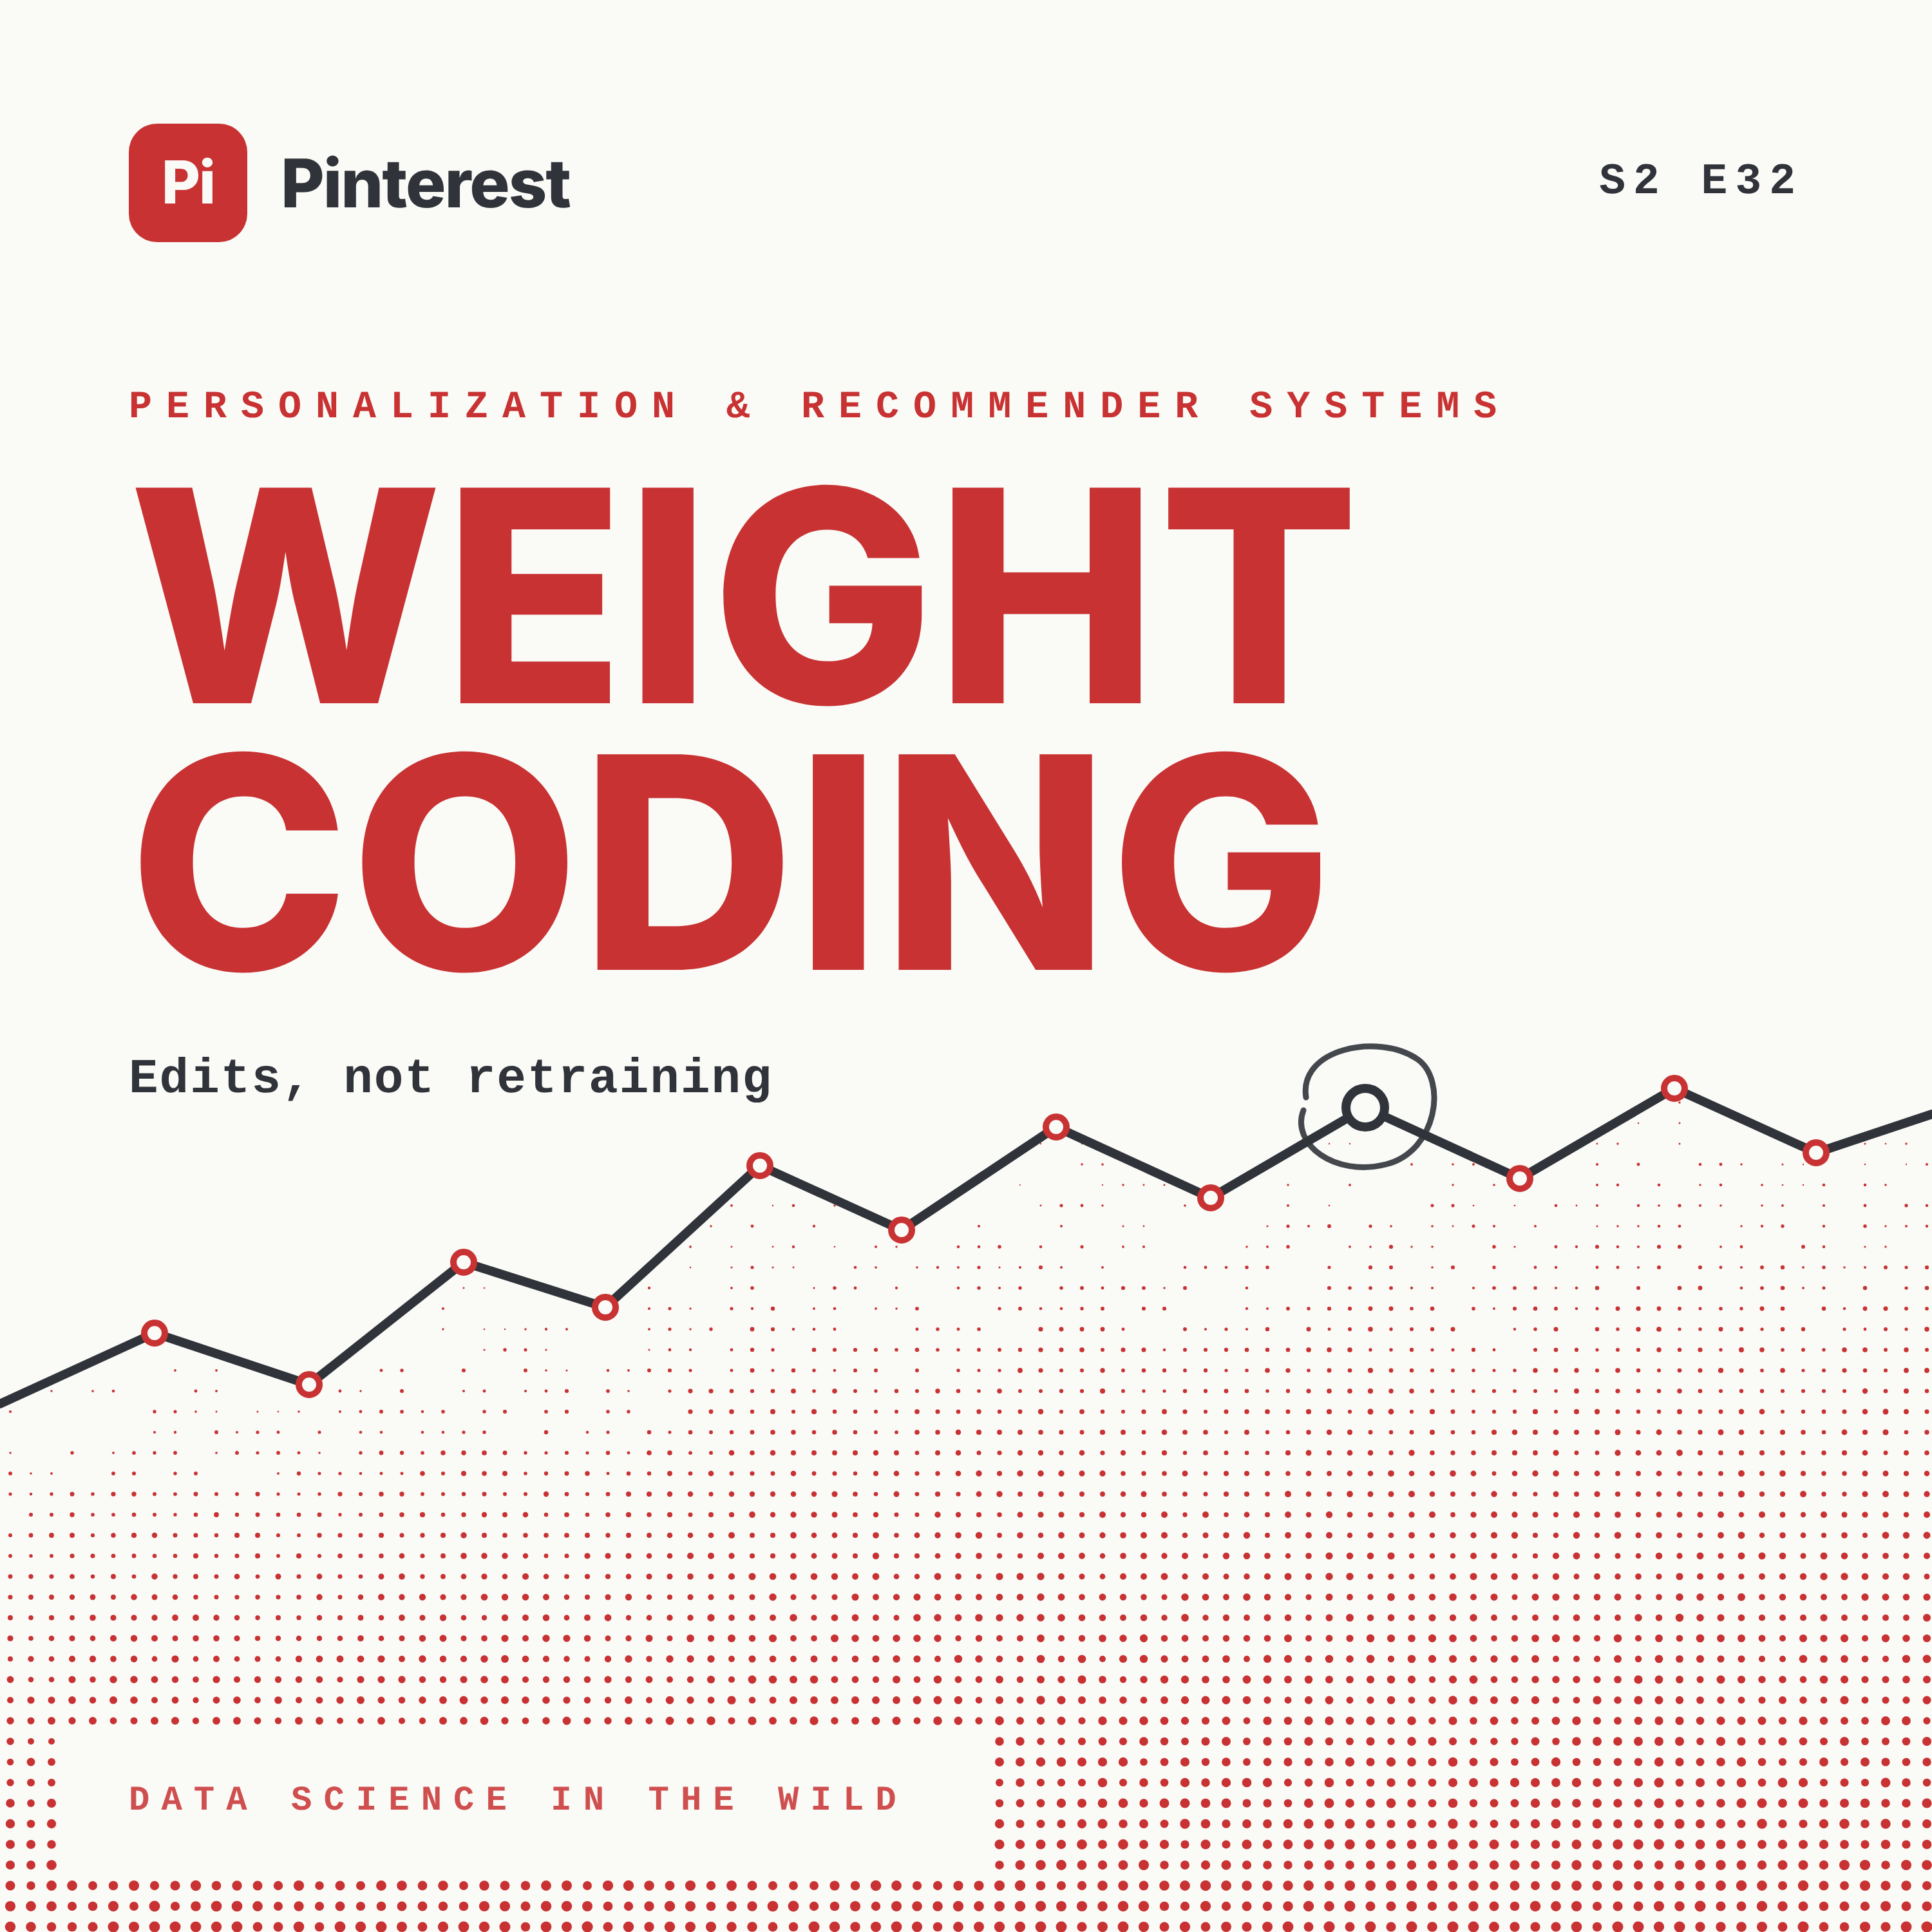 Pi Pinterest
S2 E32
PERSONALIZATION & RECOMMENDER SYSTEMS
WEIGHT
CODING
Edits, not retraining
DATA SCIENCE IN THE WILD